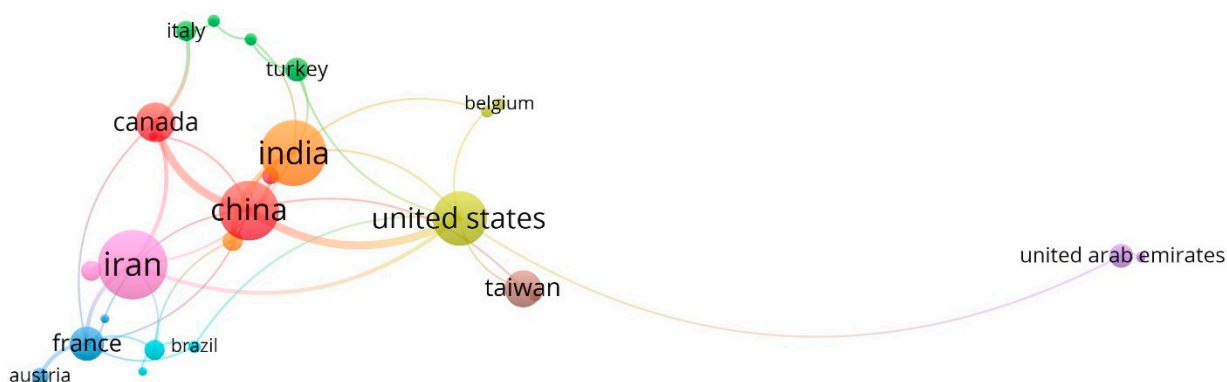 italy
turkey
belgium
canada
india
china
united states
united arab emirates
iran
taiwan
france
brazil
austria